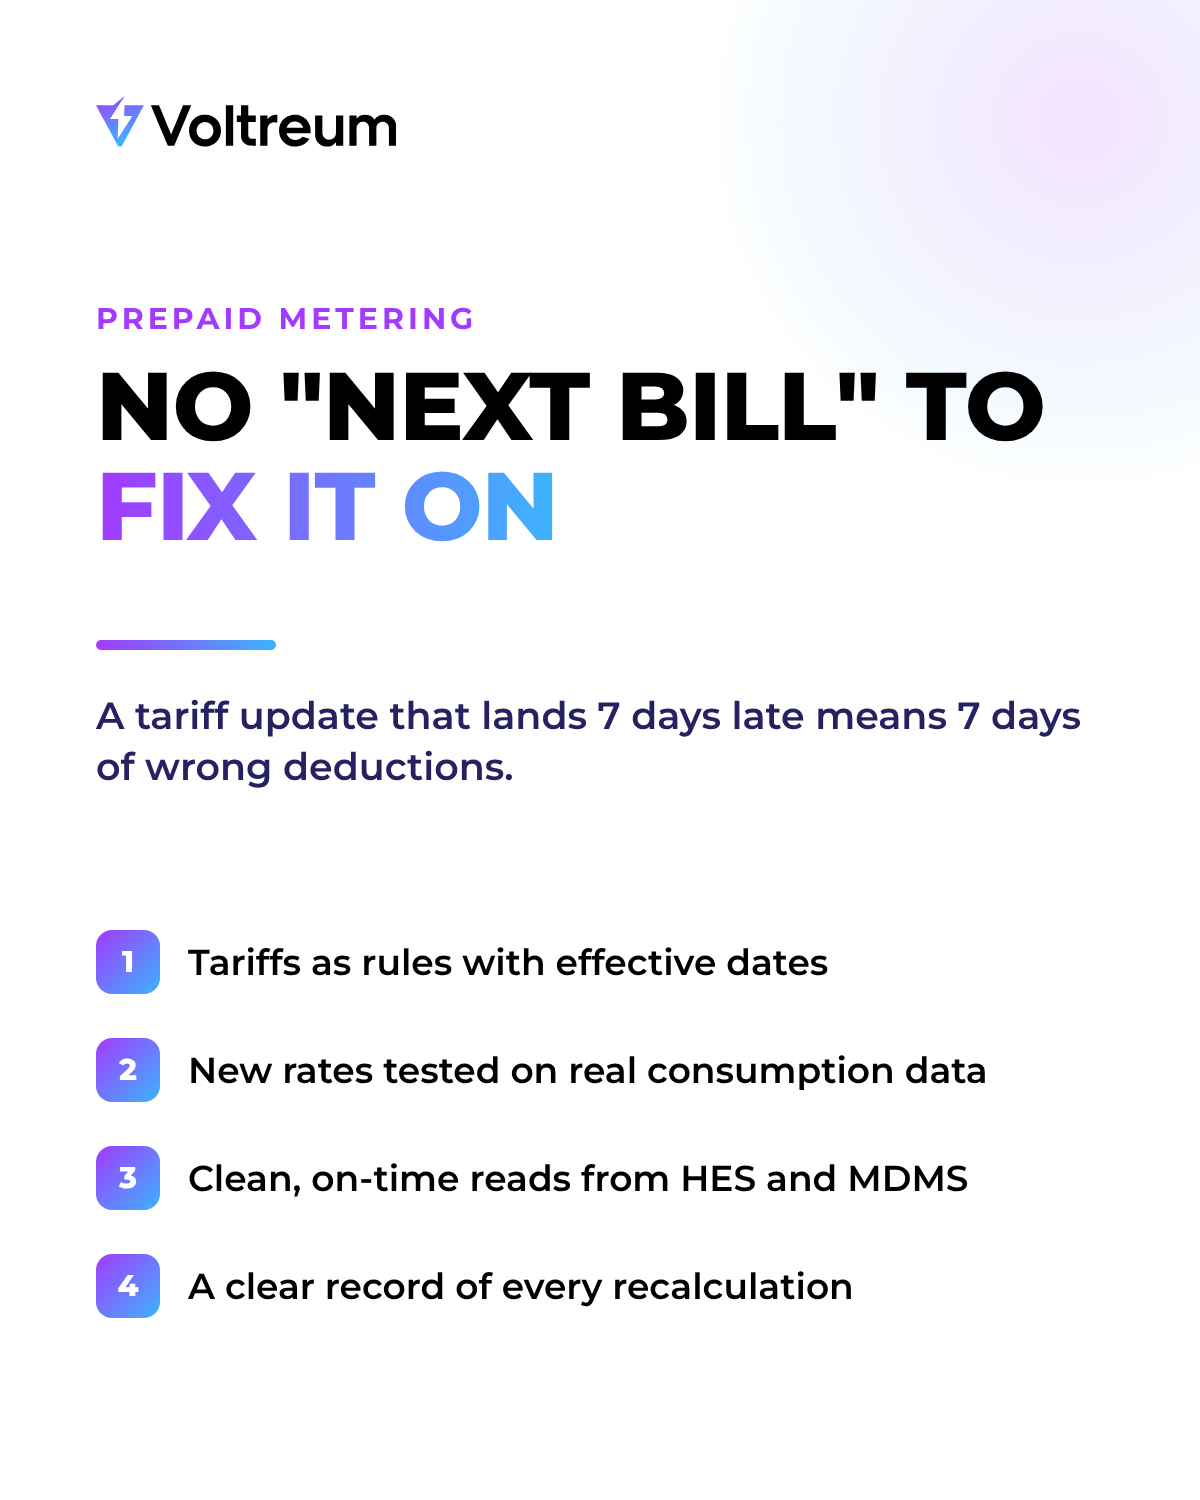 Voltreum
PREPAID METERING
NO "NEXT BILL" TO
FIX IT ON
A tariff update that lands 7 days late means 7 days
of wrong deductions.
1 Tariffs as rules with effective dates
2 New rates tested on real consumption data
3 Clean, on-time reads from HES and MDMS
4 A clear record of every recalculation